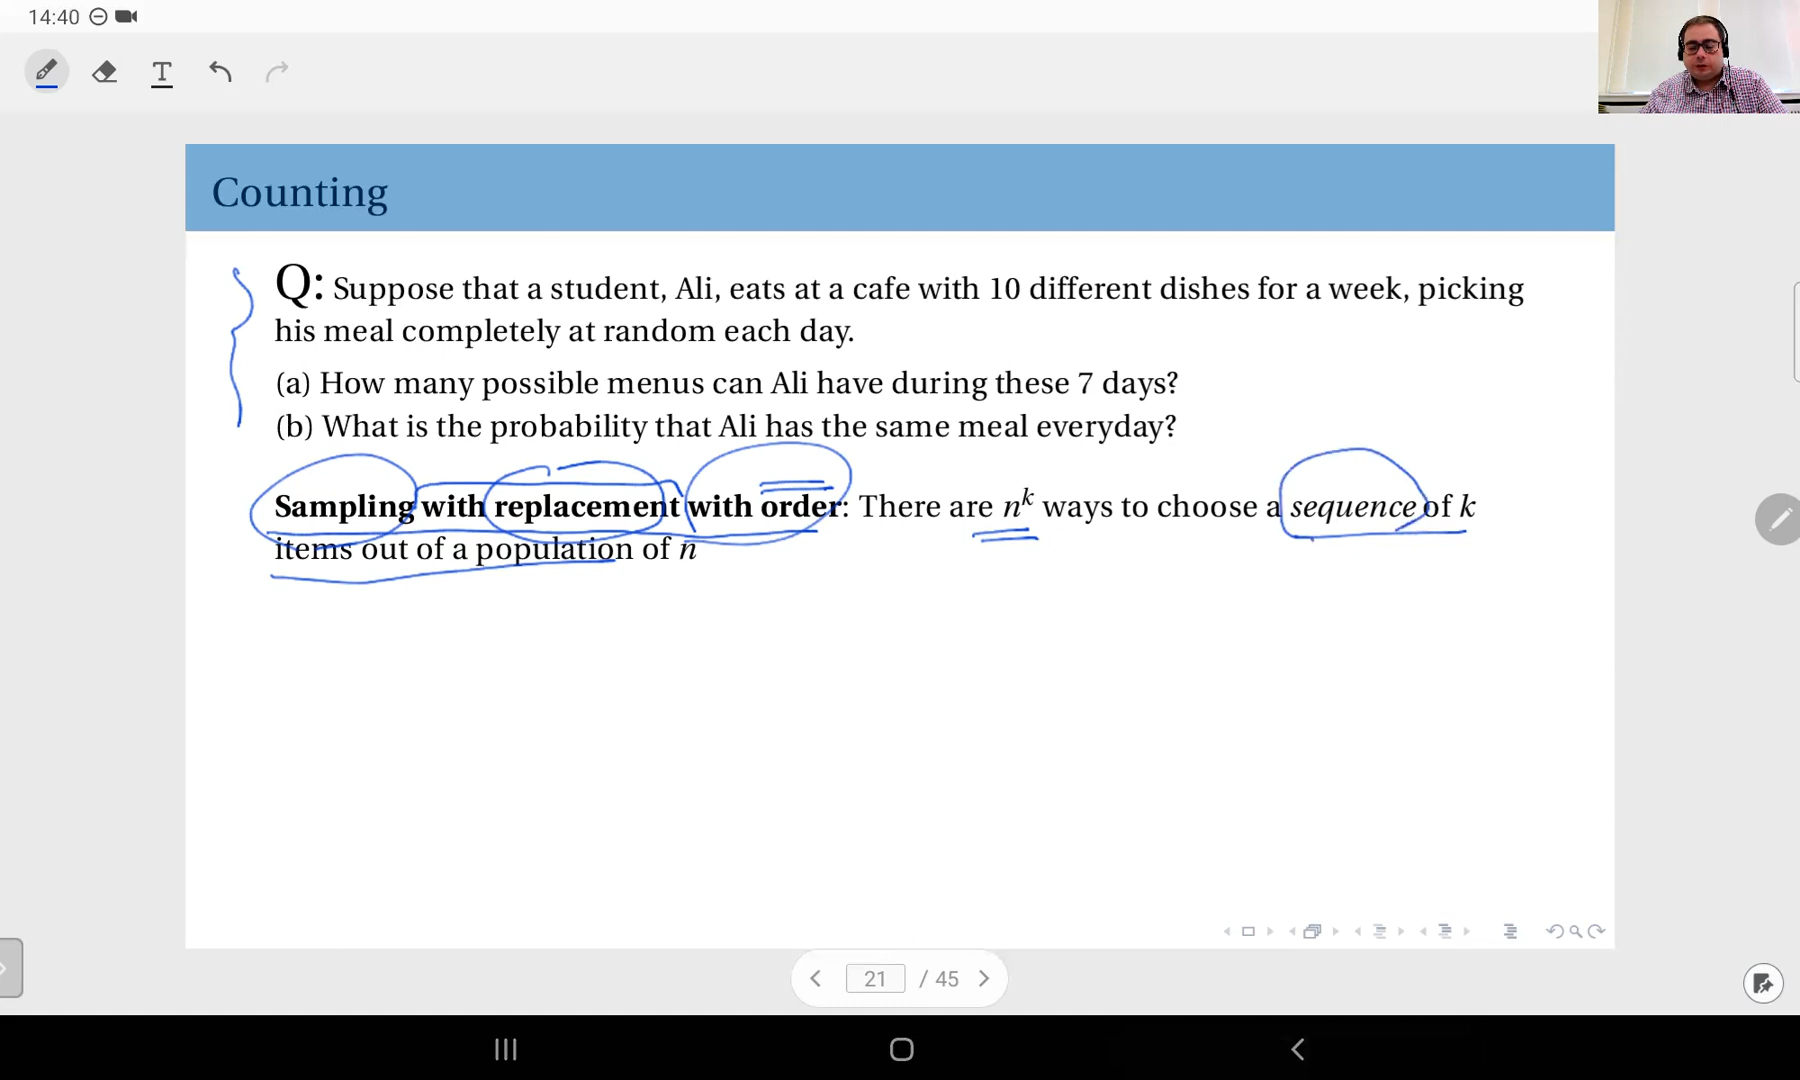 14:40
Counting
Q: Suppose that a student, Ali, eats at a cafe with 10 different dishes for a week, picking
his meal completely at random each day.
(a) How many possible menus can Ali have during these 7 days?
(b) What is the probability that Ali has the same meal everyday?
Sampling with replacement with order: There are n^k ways to choose a sequence of k
items out of a population of n
21 / 45